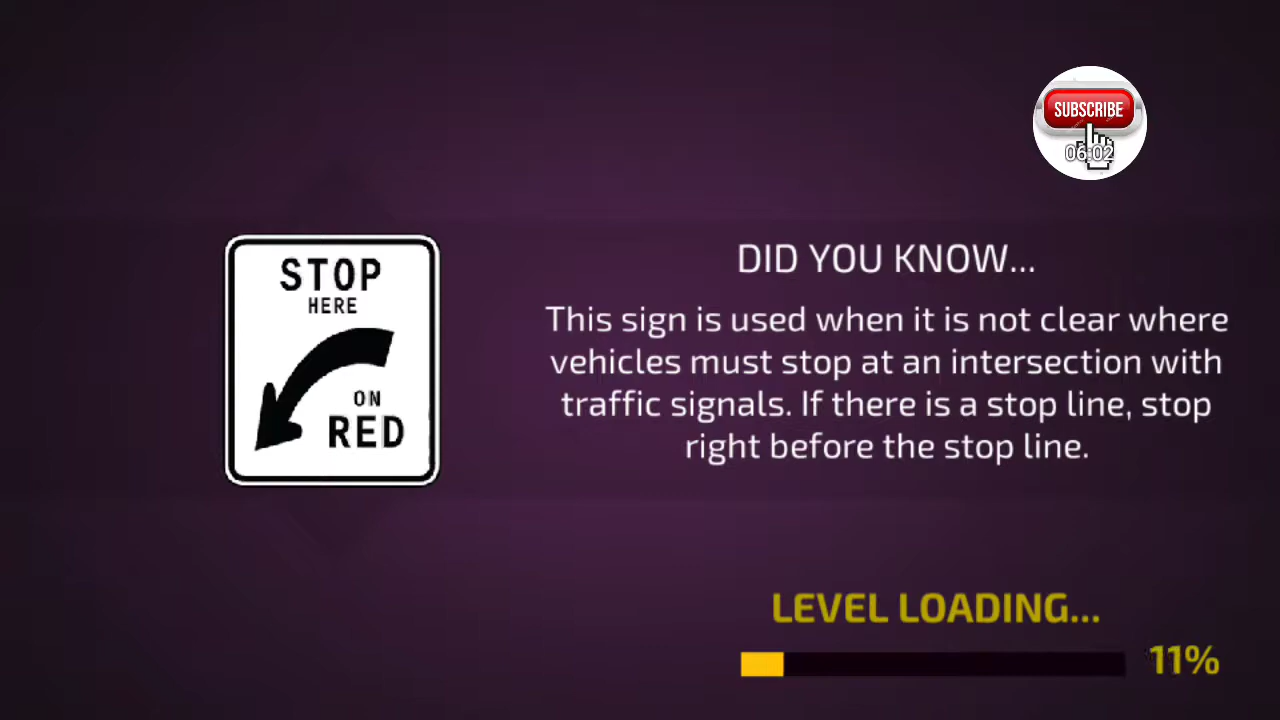 SUBSCRIBE
06:02
STOP
HERE
ON
RED
DID YOU KNOW...
This sign is used when it is not clear where
vehicles must stop at an intersection with
traffic signals. If there is a stop line, stop
right before the stop line.
LEVEL LOADING...
11%